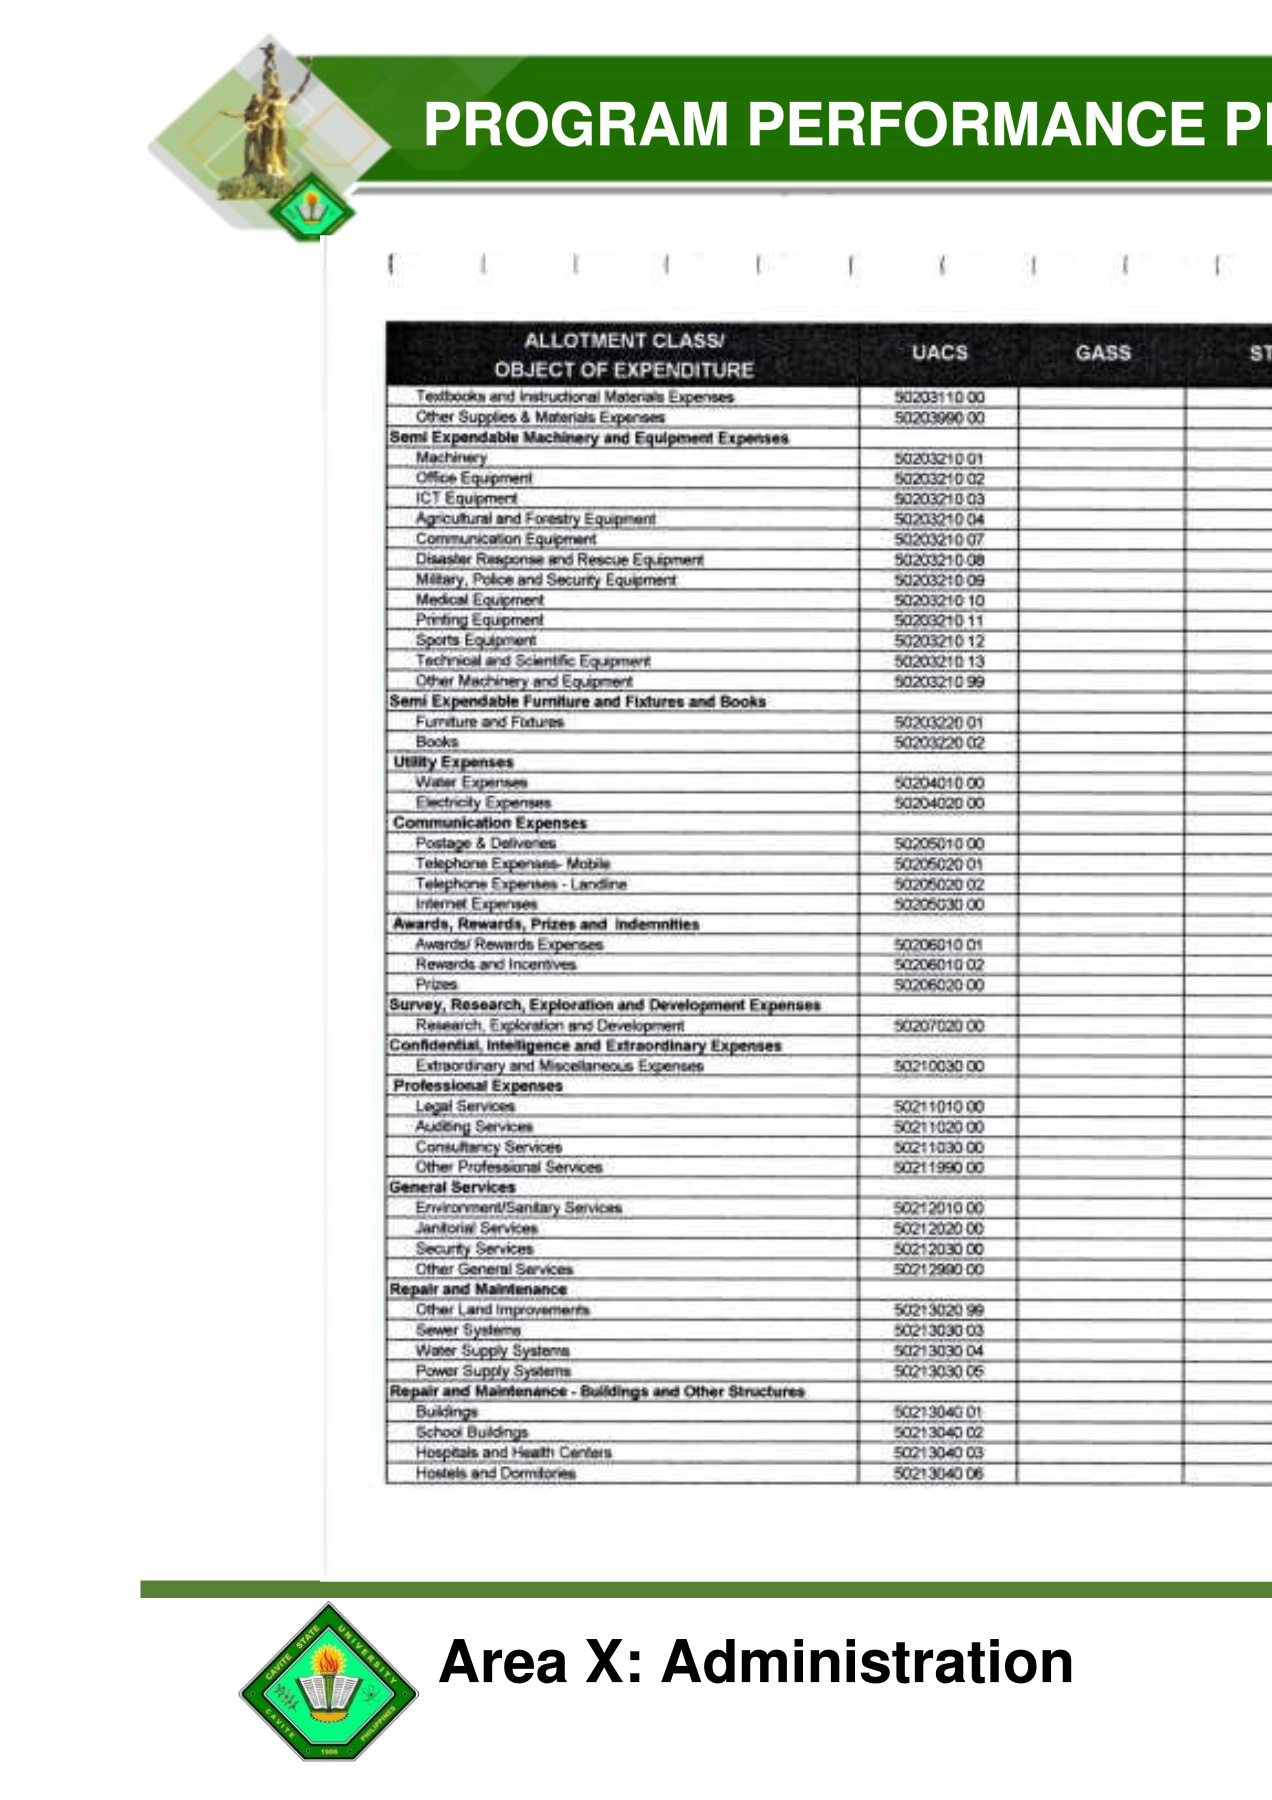 PROGRAM PERFORMANCE P
ALLOTMENT CLASS/
OBJECT OF EXPENDITURE UACS GASS ST
Textbooks and Instructional Materials Expenses 50203110 00
Other Supplies & Materials Expenses 50203990 00
Semi Expendable Machinery and Equipment Expenses
Machinery 50203210 01
Office Equipment 50203210 02
ICT Equipment 50203210 03
Agricultural and Forestry Equipment 50203210 04
Communication Equipment 50203210 07
Disaster Response and Rescue Equipment 50203210 08
Military, Police and Security Equipment 50203210 09
Medical Equipment 50203210 10
Printing Equipment 50203210 11
Sports Equipment 50203210 12
Technical and Scientific Equipment 50203210 13
Other Machinery and Equipment 50203210 99
Semi Expendable Furniture and Fixtures and Books
Furniture and Fixtures 50203220 01
Books 50203220 02
Utility Expenses
Water Expenses 50204010 00
Electricity Expenses 50204020 00
Communication Expenses
Postage & Deliveries 50205010 00
Telephone Expenses- Mobile 50205020 01
Telephone Expenses - Landline 50205020 02
Internet Expenses 50205030 00
Awards, Rewards, Prizes and Indemnities
Awards/ Rewards Expenses 50206010 01
Rewards and Incentives 50206010 02
Prizes 50206020 00
Survey, Research, Exploration and Development Expenses
Research, Exploration and Development 50207020 00
Confidential, Intelligence and Extraordinary Expenses
Extraordinary and Miscellaneous Expenses 50210030 00
Professional Expenses
Legal Services 50211010 00
Auditing Services 50211020 00
Consultancy Services 50211030 00
Other Professional Services 50211990 00
General Services
Environment/Sanitary Services 50212010 00
Janitorial Services 50212020 00
Security Services 50212030 00
Other General Services 50212990 00
Repair and Maintenance
Other Land Improvements 50213020 99
Sewer Systems 50213030 03
Water Supply Systems 50213030 04
Power Supply Systems 50213030 05
Repair and Maintenance - Buildings and Other Structures
Buildings 50213040 01
School Buildings 50213040 02
Hospitals and Health Centers 50213040 03
Hostels and Dormitories 50213040 06
CAVITE STATE UNIVERSITY
CAVITE PHILIPPINES
1906
Area X: Administration